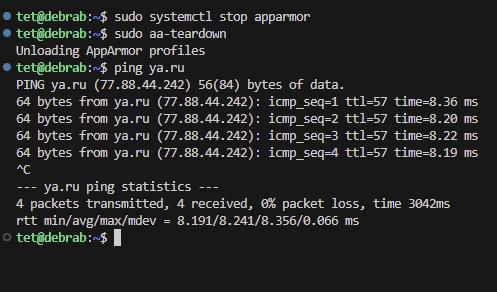 tet@debrab:~$ sudo systemctl stop apparmor
tet@debrab:~$ sudo aa-teardown
Unloading AppArmor profiles
tet@debrab:~$ ping ya.ru
PING ya.ru (77.88.44.242) 56(84) bytes of data.
64 bytes from ya.ru (77.88.44.242): icmp_seq=1 ttl=57 time=8.36 ms
64 bytes from ya.ru (77.88.44.242): icmp_seq=2 ttl=57 time=8.20 ms
64 bytes from ya.ru (77.88.44.242): icmp_seq=3 ttl=57 time=8.22 ms
64 bytes from ya.ru (77.88.44.242): icmp_seq=4 ttl=57 time=8.19 ms
^C
--- ya.ru ping statistics ---
4 packets transmitted, 4 received, 0% packet loss, time 3042ms
rtt min/avg/max/mdev = 8.191/8.241/8.356/0.066 ms
tet@debrab:~$